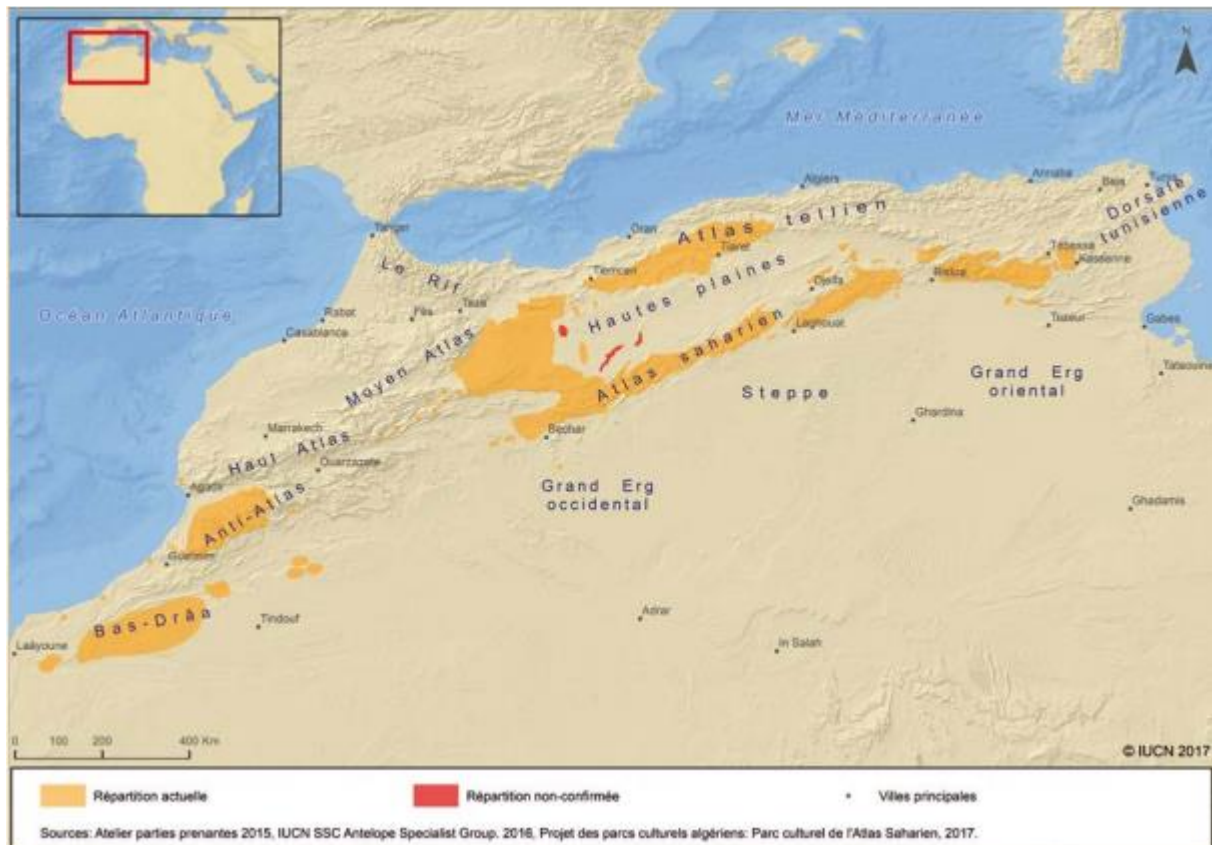 N
Mer Méditerranée
Océan Atlantique
Algiers
Annaba
Beja
Tunis
Dorsale
tunisienne
Tanger
Oran
Atlas tellien
Tiaret
Tlemcen
Tébessa
Kasserine
Le Rif
Hautes plaines
Djelfa
Biskra
Rabat
Fès
Taza
Casablanca
Laghouat
Tozeur
Gabes
Moyen Atlas
Atlas saharien
Tataouine
Steppe
Grand Erg
oriental
Ghardina
Marrakech
Haut Atlas
Bechar
Ouarzazate
Grand Erg
occidental
Agadir
Anti-Atlas
Ghadamis
Guelmim
Bas-Drâa
Tindouf
Adrar
Laâyoune
In Salah
0 100 200 400 Km
© IUCN 2017
Répartition actuelle
Répartition non-confirmée
Villes principales
Sources: Atelier parties prenantes 2015, IUCN SSC Antelope Specialist Group, 2016, Projet des parcs culturels algériens: Parc culturel de l'Atlas Saharien, 2017.